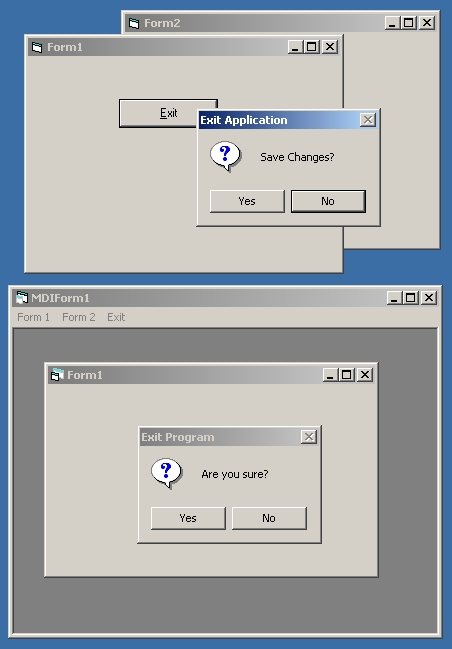 Form2
Form1
Exit
Exit Application
?
Save Changes?
Yes No
MDIForm1
Form 1 Form 2 Exit
Form1
Exit Program
?
Are you sure?
Yes No